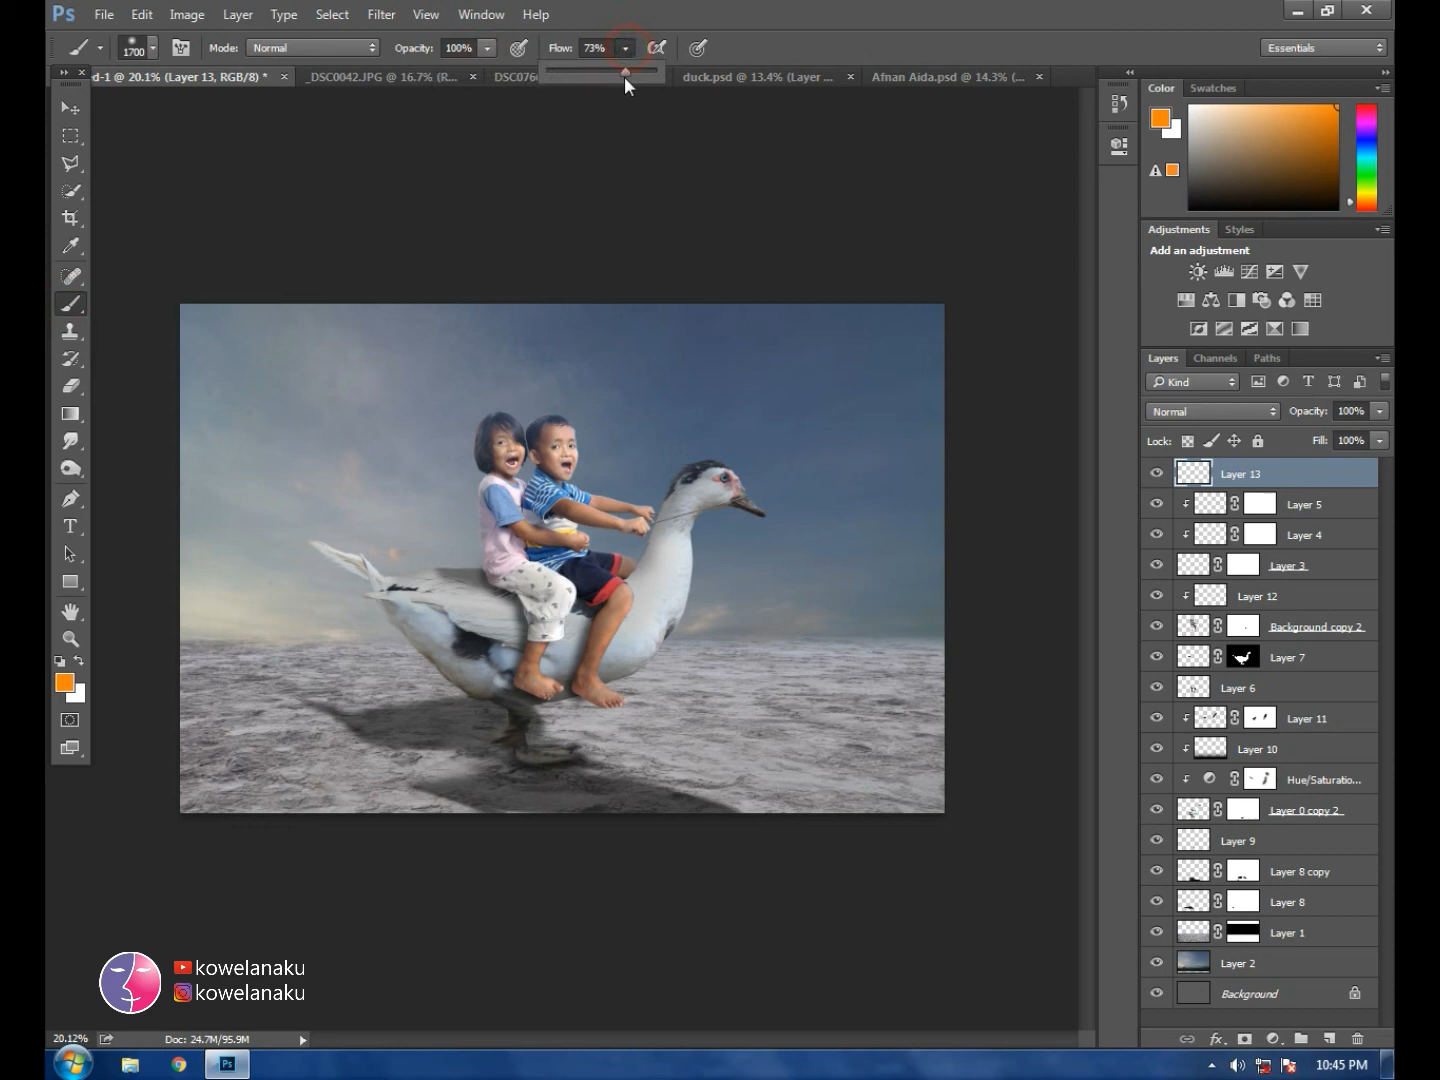 Ps File Edit Image Layer Type Select Filter View Window Help
1700 Mode: Normal Opacity: 100% Flow: 73% Essentials
d-1 @ 20.1% (Layer 13, RGB/8) * × _DSC0042.JPG @ 16.7% (R... × duck.psd @ 13.4% (Layer ... × Afnan Aida.psd @ 14.3% (... ×
Color Swatches
Adjustments Styles
Add an adjustment
Layers Channels Paths
Kind
Normal Opacity: 100%
Lock: Fill: 100%
Layer 13
Layer 5
Layer 4
Layer 3
Layer 12
Background copy 2
Layer 7
Layer 6
Layer 11
Layer 10
Hue/Saturatio...
Layer 0 copy 2
Layer 9
Layer 8 copy
Layer 8
Layer 1
Layer 2
Background
kowelanaku
kowelanaku
20.12% Doc: 24.7M/95.9M
fx.
Ps 10:45 PM